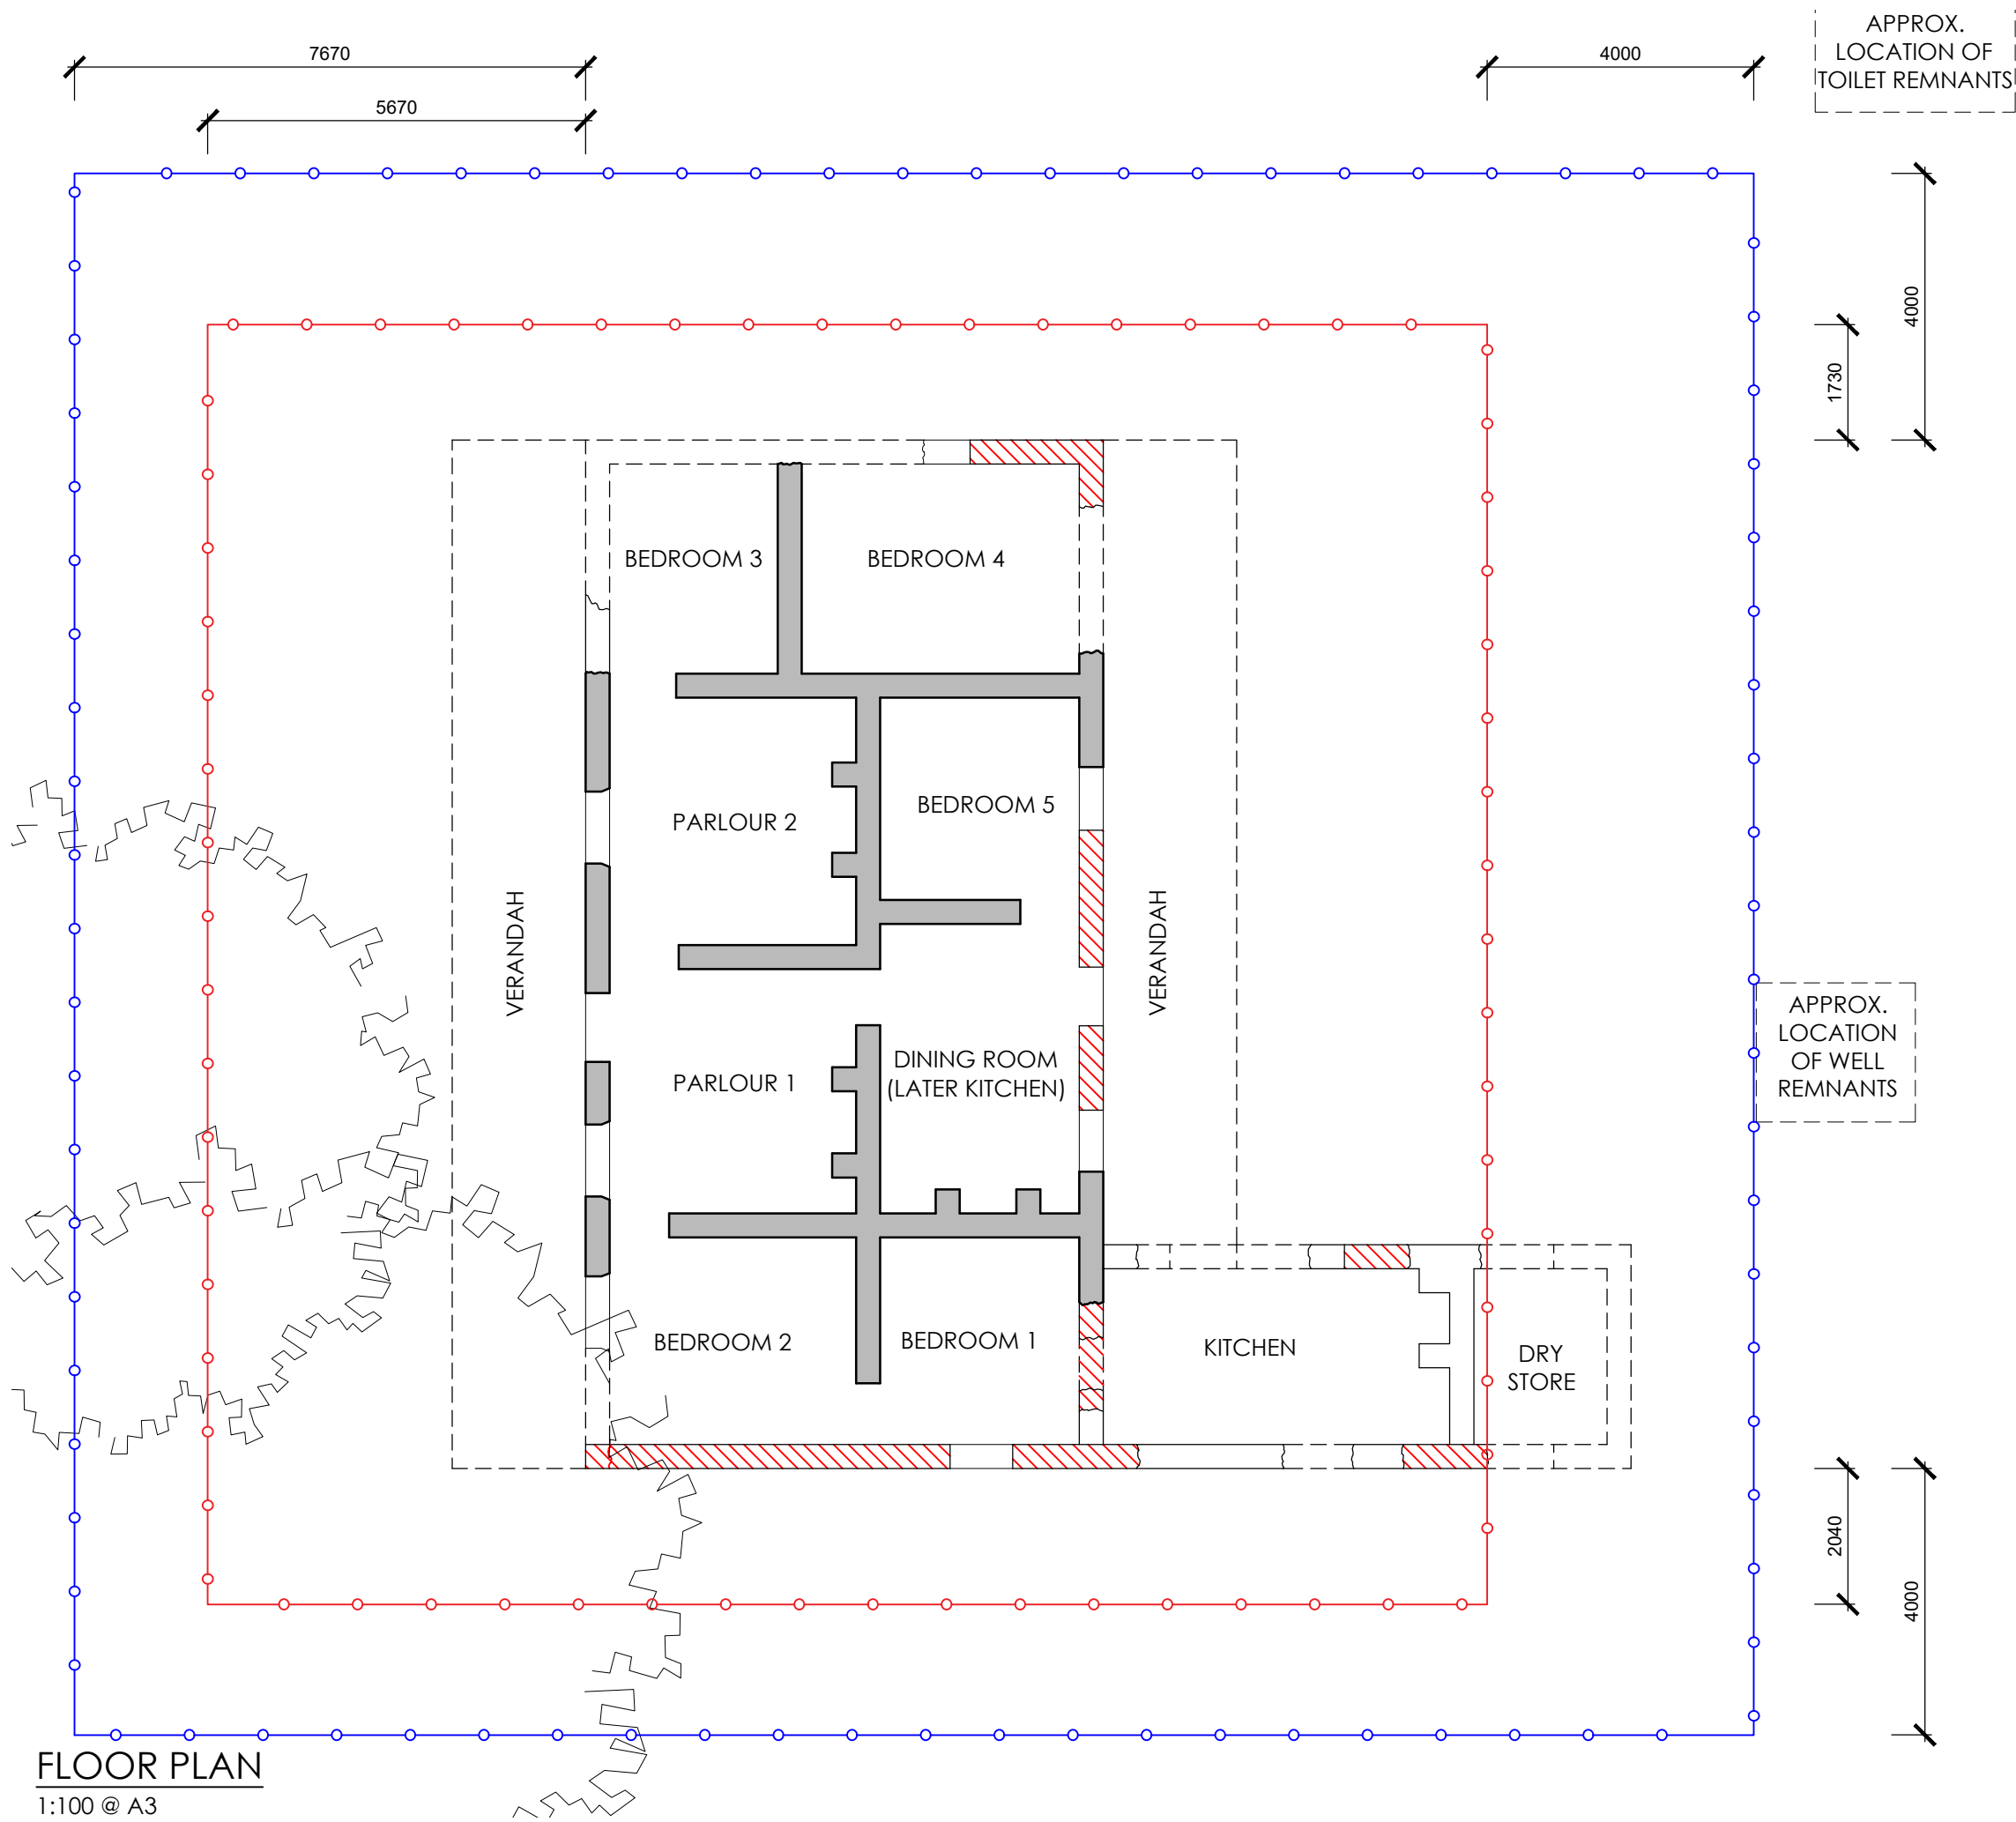 APPROX.
LOCATION OF
TOILET REMNANTS
7670
4000
5670
4000
1730
BEDROOM 3
BEDROOM 4
BEDROOM 5
PARLOUR 2
VERANDAH
VERANDAH
APPROX.
LOCATION
OF WELL
REMNANTS
DINING ROOM
(LATER KITCHEN)
PARLOUR 1
BEDROOM 2
BEDROOM 1
KITCHEN
DRY
STORE
2040
4000
FLOOR PLAN
1:100 @ A3